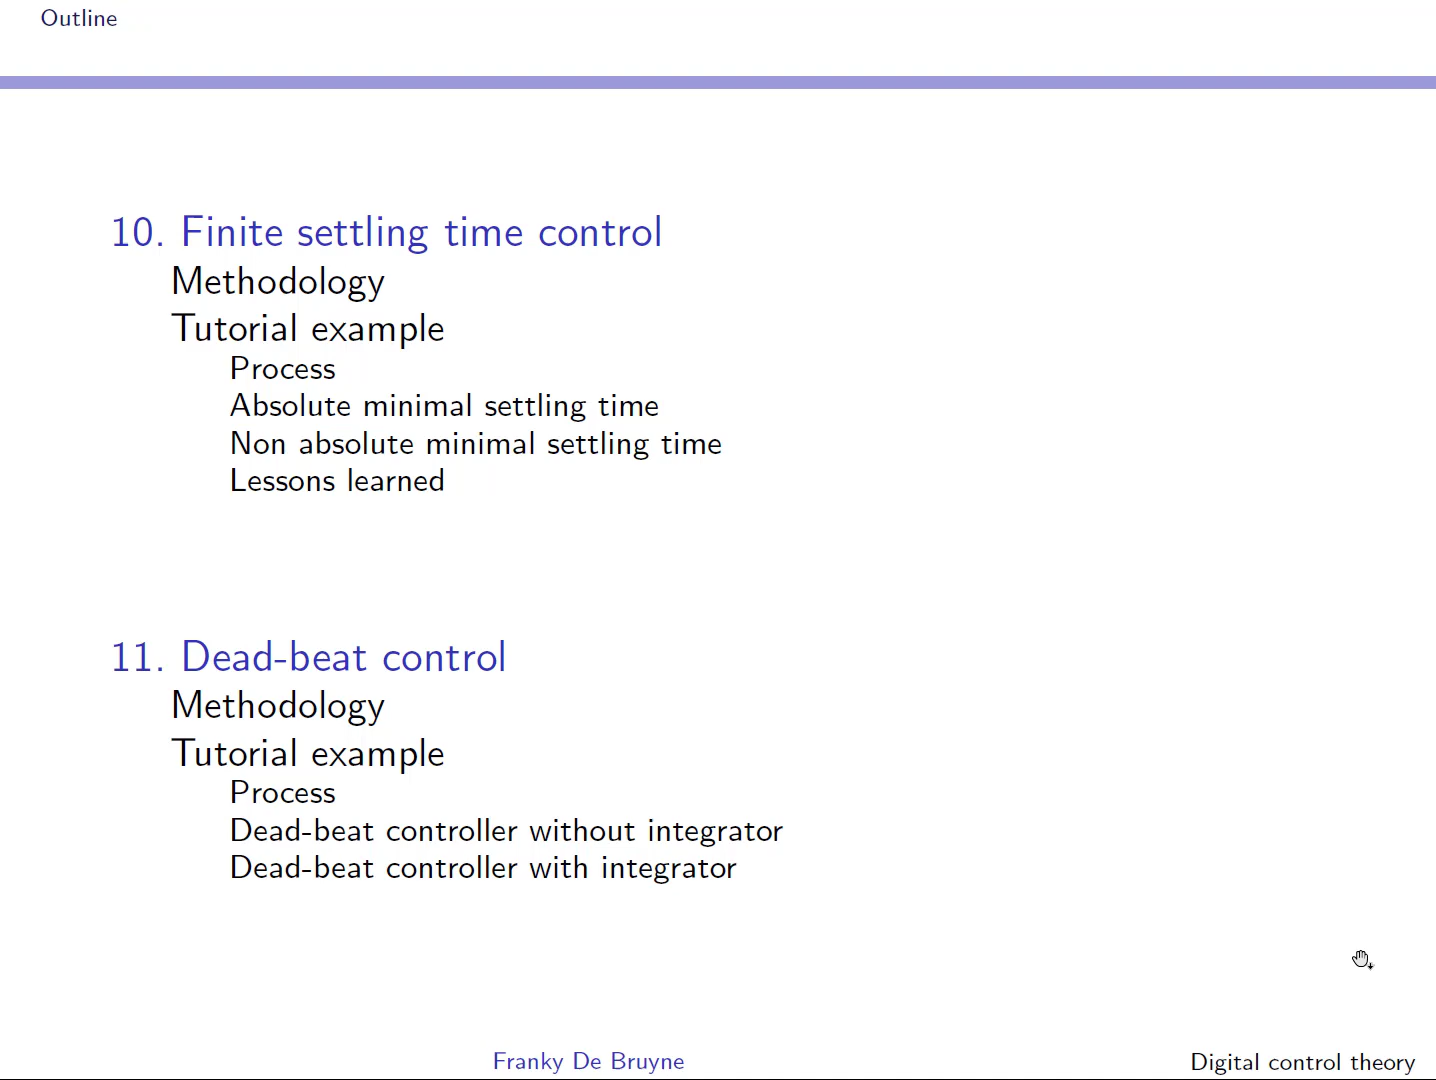 Outline
10. Finite settling time control
Methodology
Tutorial example
Process
Absolute minimal settling time
Non absolute minimal settling time
Lessons learned
11. Dead-beat control
Methodology
Tutorial example
Process
Dead-beat controller without integrator
Dead-beat controller with integrator
Franky De Bruyne
Digital control theory